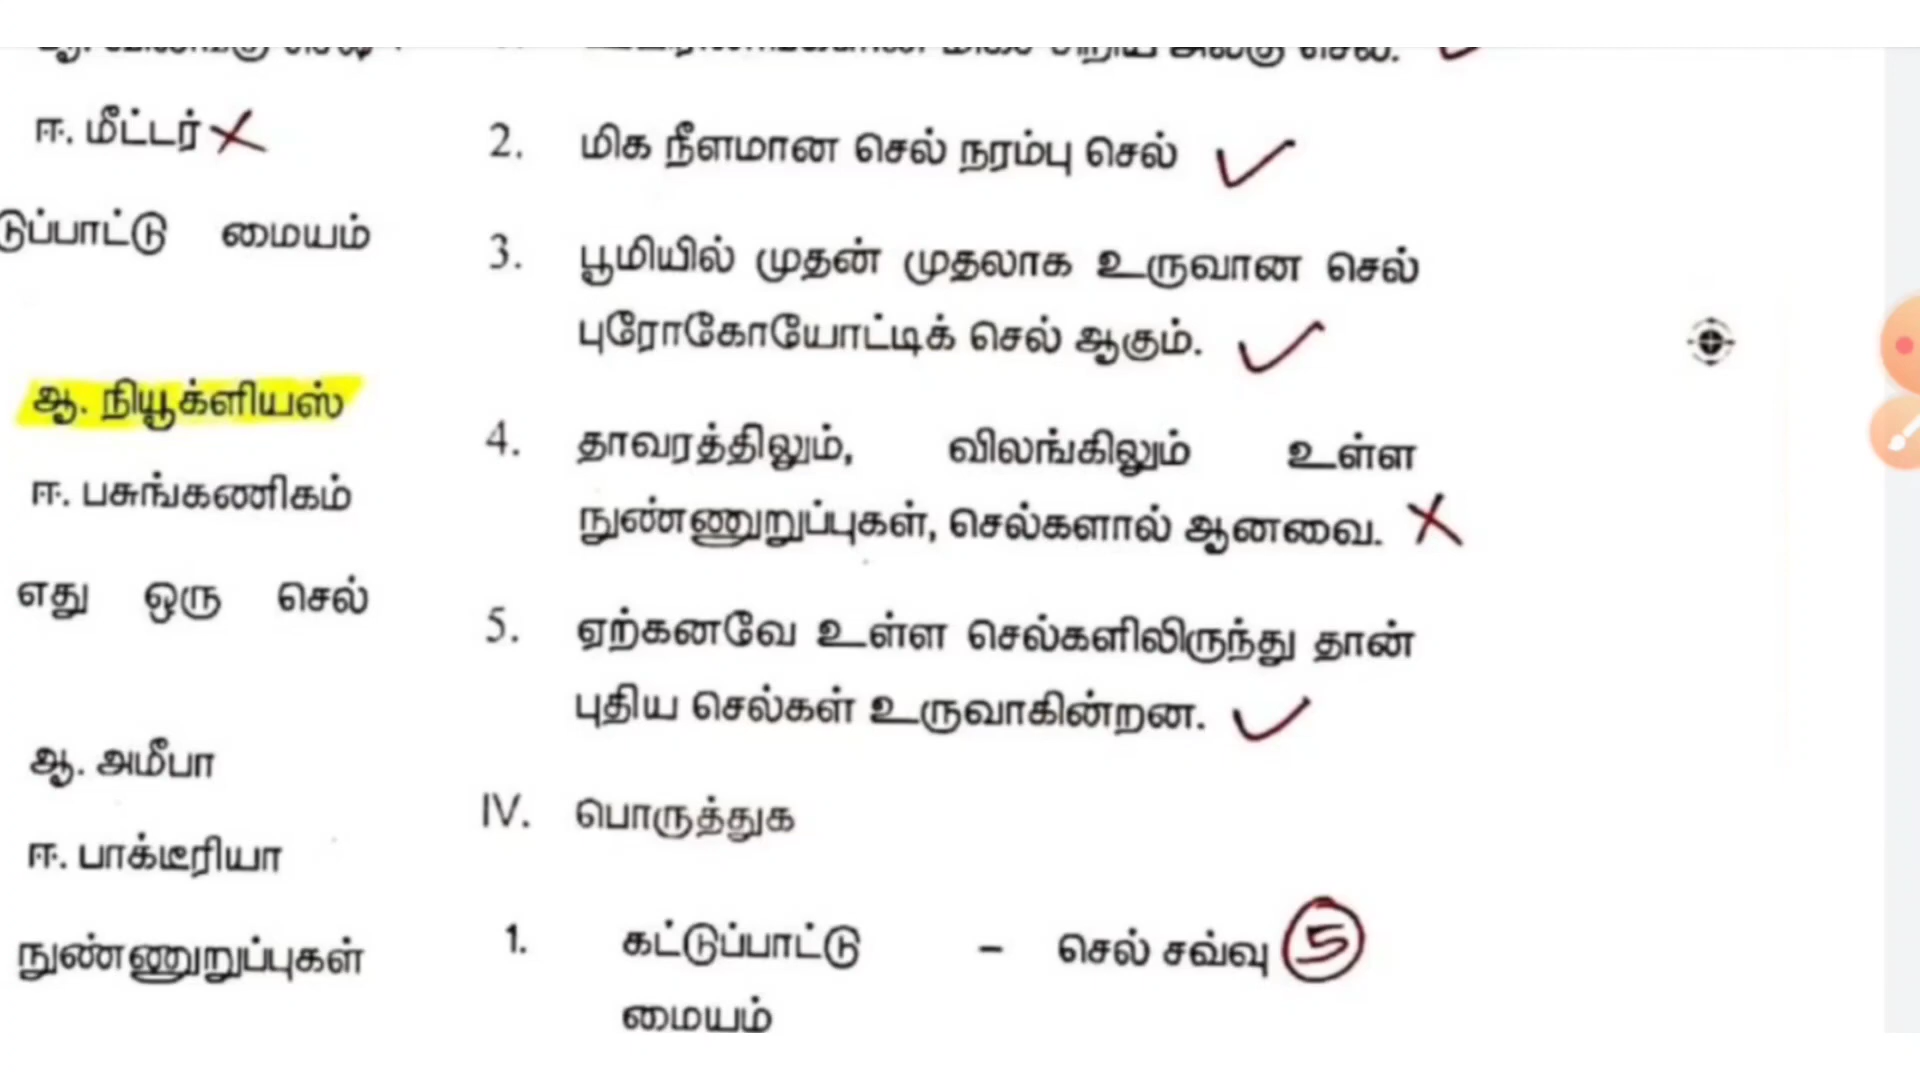 ஈ. மீட்டர்
டுப்பாட்டு மையம்
ஆ. நியூக்ளியஸ்
ஈ. பசுங்கணிகம்
எது ஒரு செல்
ஆ. அமீபா
ஈ. பாக்டீரியா
நுண்ணுறுப்புகள்
மிகச் சிறிய அலகு செல்.
2. மிக நீளமான செல் நரம்பு செல்
3. பூமியில் முதன் முதலாக உருவான செல்
புரோகோயோட்டிக் செல் ஆகும்.
4. தாவரத்திலும், விலங்கிலும் உள்ள
நுண்ணுறுப்புகள், செல்களால் ஆனவை.
5. ஏற்கனவே உள்ள செல்களிலிருந்து தான்
புதிய செல்கள் உருவாகின்றன.
IV. பொருத்துக
1. கட்டுப்பாட்டு – செல் சவ்வு 5
மையம்